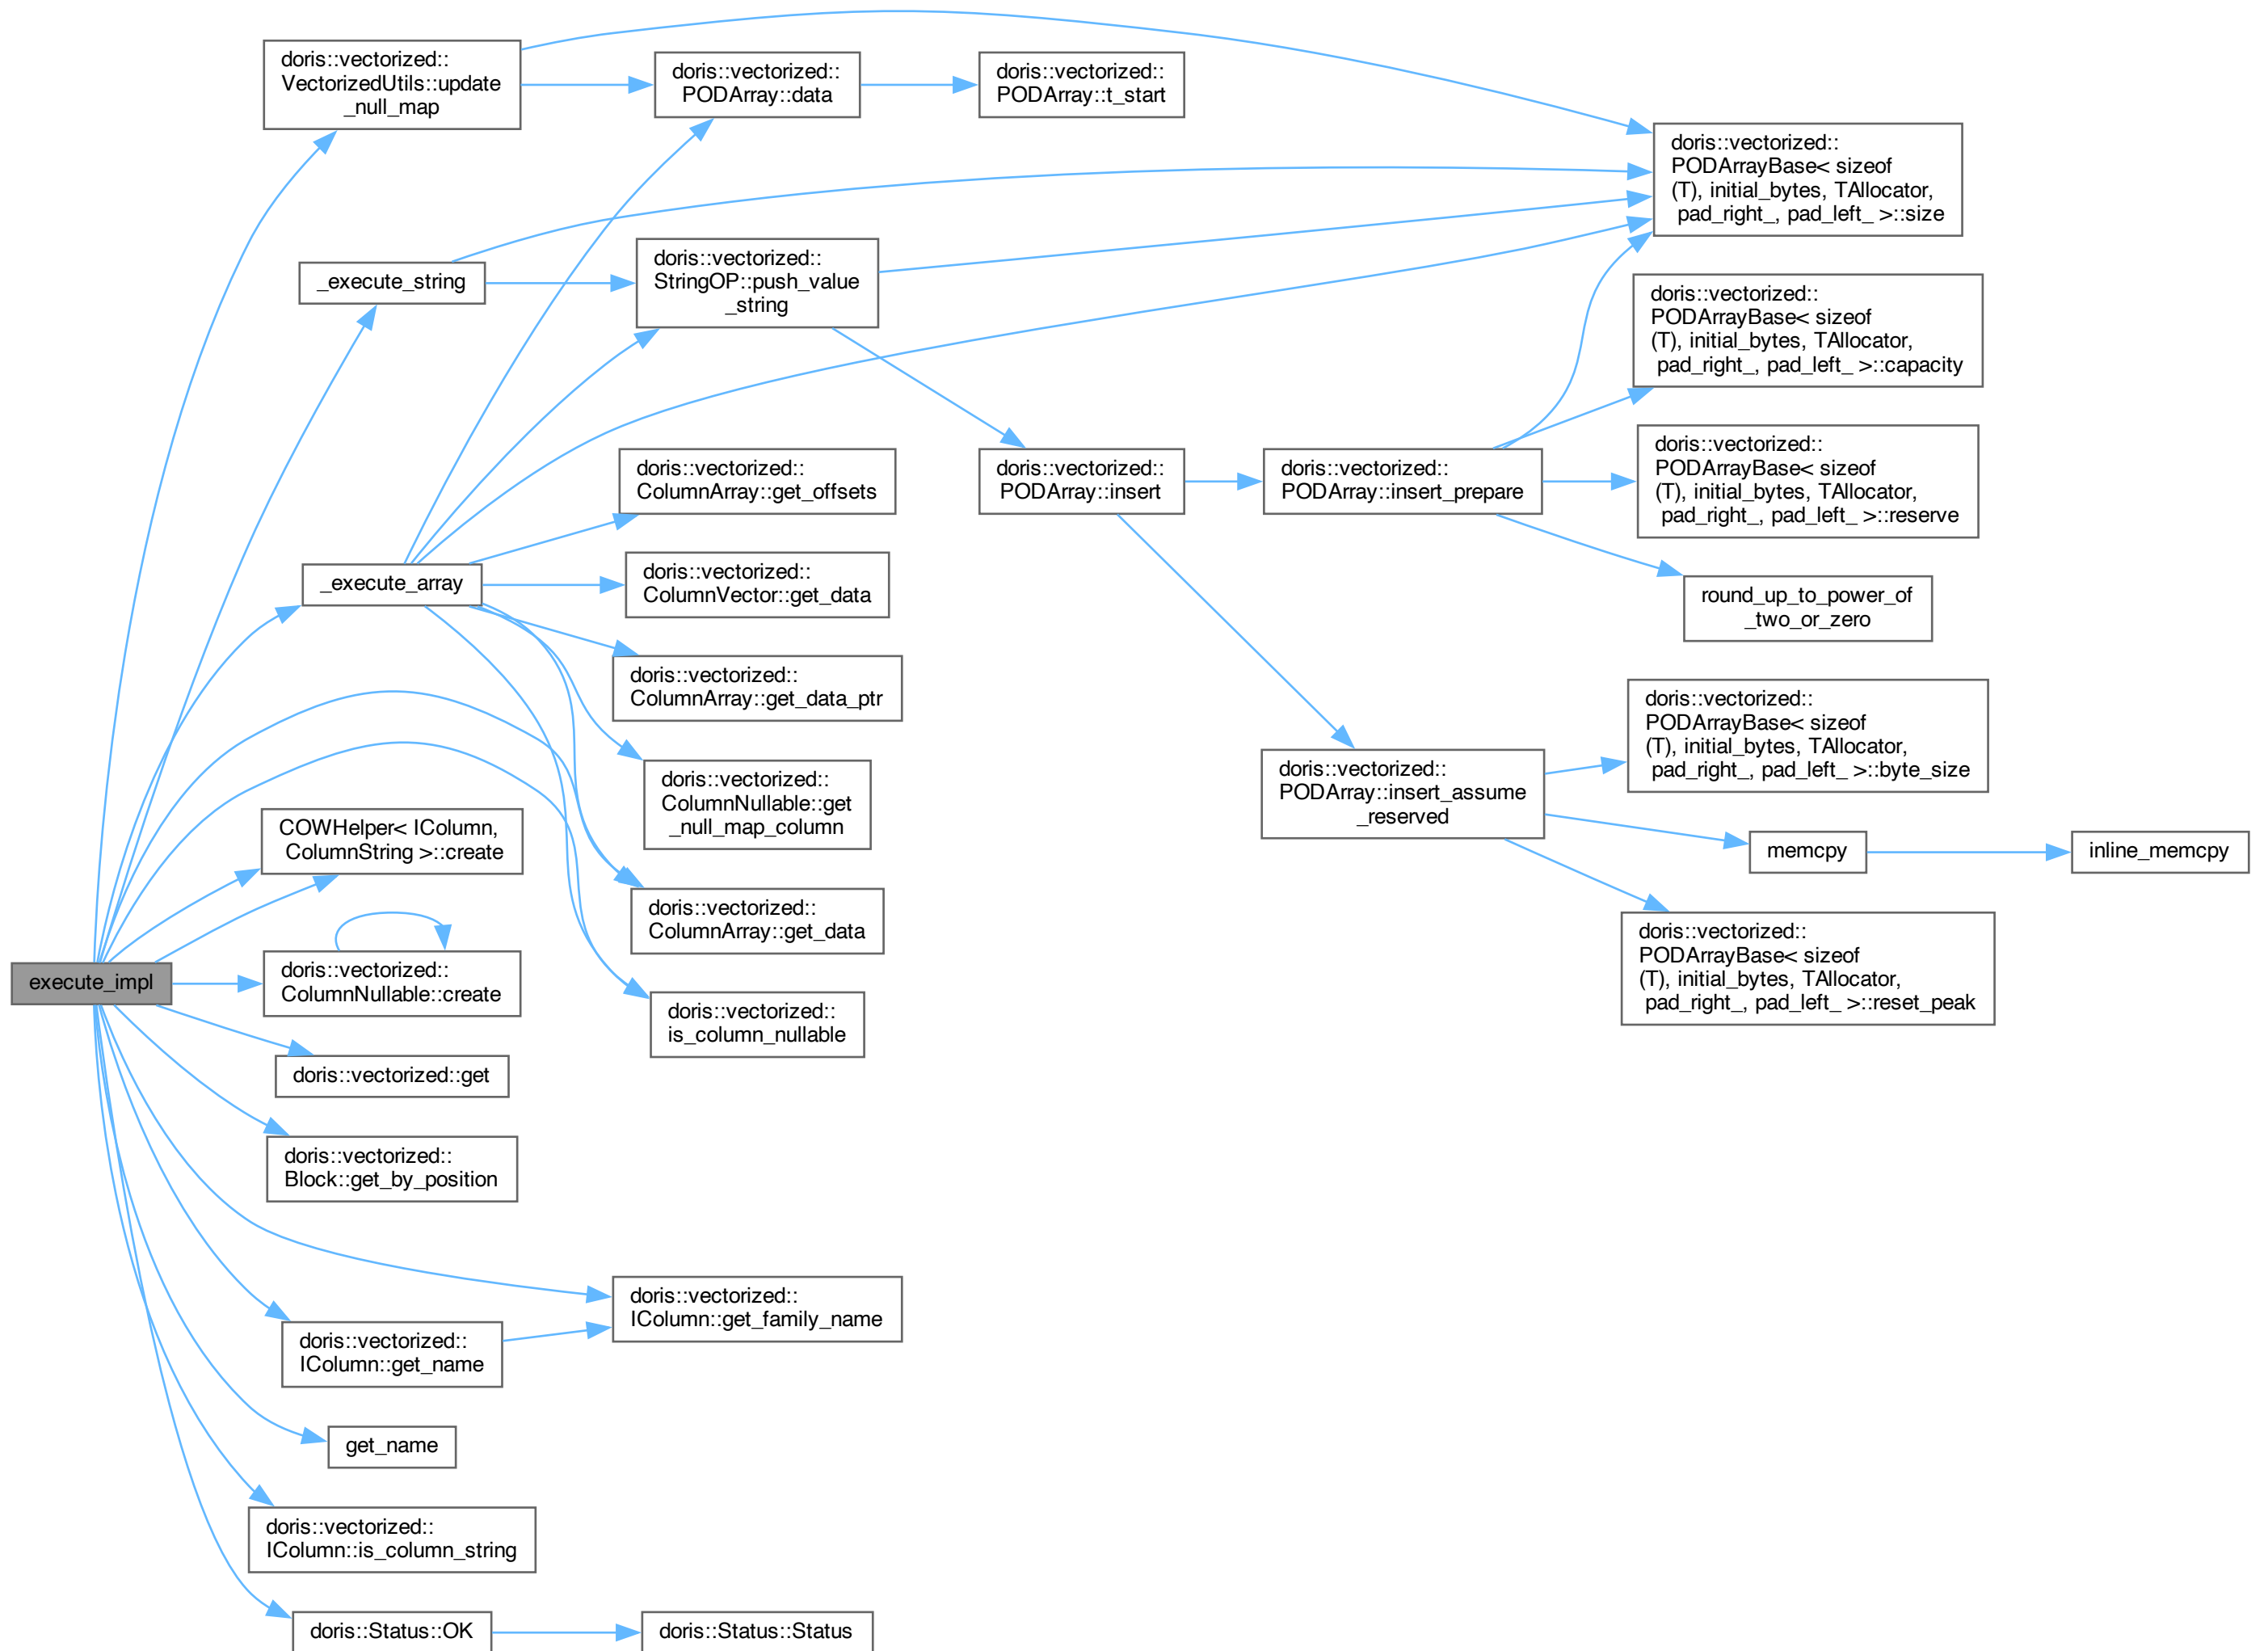 doris::vectorized::
VectorizedUtils::update
_null_map
doris::vectorized::
PODArray::data
doris::vectorized::
PODArray::t_start
doris::vectorized::
PODArrayBase< sizeof
(T), initial_bytes, TAllocator,
pad_right_, pad_left_ >::size
_execute_string
doris::vectorized::
StringOP::push_value
_string
doris::vectorized::
PODArrayBase< sizeof
(T), initial_bytes, TAllocator,
pad_right_, pad_left_ >::capacity
doris::vectorized::
ColumnArray::get_offsets
doris::vectorized::
PODArray::insert
doris::vectorized::
PODArray::insert_prepare
doris::vectorized::
PODArrayBase< sizeof
(T), initial_bytes, TAllocator,
pad_right_, pad_left_ >::reserve
_execute_array
doris::vectorized::
ColumnVector::get_data
round_up_to_power_of
_two_or_zero
doris::vectorized::
ColumnArray::get_data_ptr
doris::vectorized::
PODArrayBase< sizeof
(T), initial_bytes, TAllocator,
pad_right_, pad_left_ >::byte_size
doris::vectorized::
ColumnNullable::get
_null_map_column
doris::vectorized::
PODArray::insert_assume
_reserved
COWHelper< IColumn,
ColumnString >::create
memcpy
inline_memcpy
doris::vectorized::
ColumnArray::get_data
doris::vectorized::
PODArrayBase< sizeof
(T), initial_bytes, TAllocator,
pad_right_, pad_left_ >::reset_peak
execute_impl
doris::vectorized::
ColumnNullable::create
doris::vectorized::
is_column_nullable
doris::vectorized::get
doris::vectorized::
Block::get_by_position
doris::vectorized::
IColumn::get_family_name
doris::vectorized::
IColumn::get_name
get_name
doris::vectorized::
IColumn::is_column_string
doris::Status::OK
doris::Status::Status